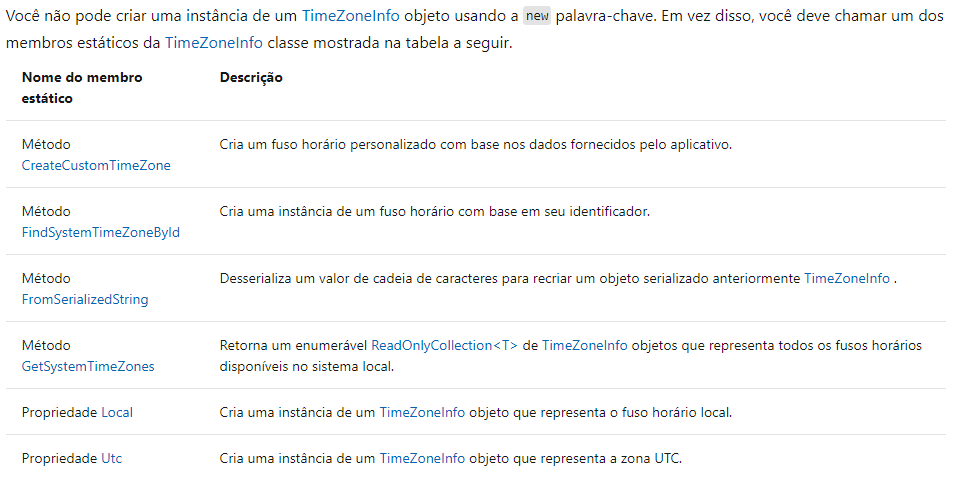 Você não pode criar uma instância de um TimeZoneInfo objeto usando a new palavra-chave. Em vez disso, você deve chamar um dos
membros estáticos da TimeZoneInfo classe mostrada na tabela a seguir.
Nome do membro estático Descrição
Método CreateCustomTimeZone Cria um fuso horário personalizado com base nos dados fornecidos pelo aplicativo.
Método FindSystemTimeZoneById Cria uma instância de um fuso horário com base em seu identificador.
Método FromSerializedString Desserializa um valor de cadeia de caracteres para recriar um objeto serializado anteriormente TimeZoneInfo .
Método GetSystemTimeZones Retorna um enumerável ReadOnlyCollection<T> de TimeZoneInfo objetos que representa todos os fusos horários disponíveis no sistema local.
Propriedade Local Cria uma instância de um TimeZoneInfo objeto que representa o fuso horário local.
Propriedade Utc Cria uma instância de um TimeZoneInfo objeto que representa a zona UTC.